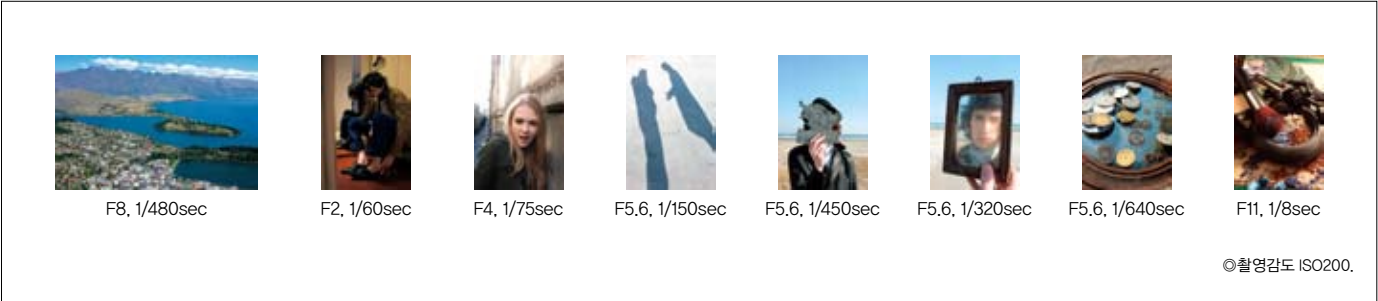 F8, 1/480sec
F2, 1/60sec
F4, 1/75sec
F5.6, 1/150sec
F5.6, 1/450sec
F5.6, 1/320sec
F5.6, 1/640sec
F11, 1/8sec
◎촬영감도 ISO200.